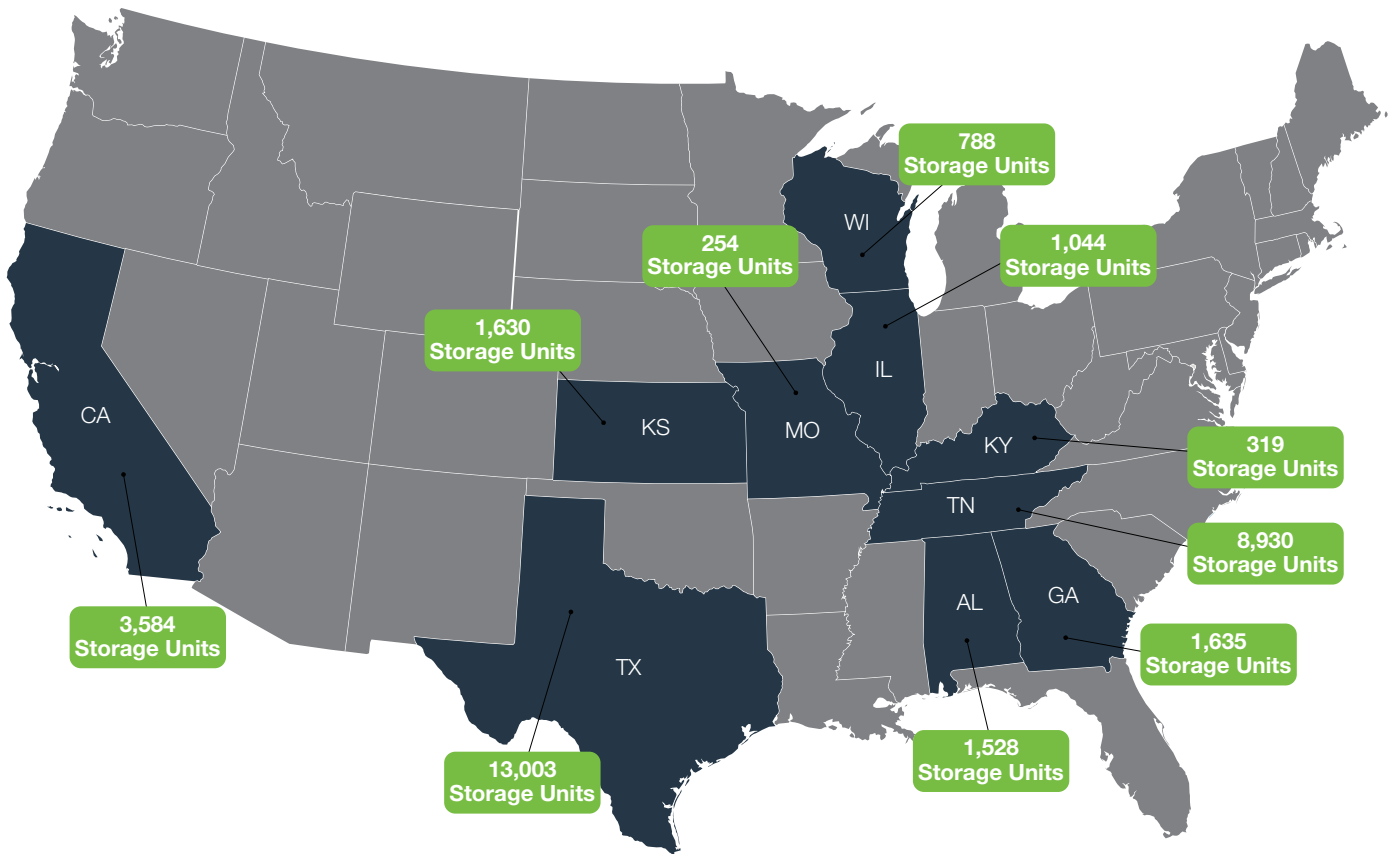 788
Storage Units
WI
254
Storage Units
1,044
Storage Units
1,630
Storage Units
IL
CA
KS
MO
KY
319
Storage Units
TN
8,930
Storage Units
3,584
Storage Units
AL
GA
1,635
Storage Units
TX
1,528
Storage Units
13,003
Storage Units